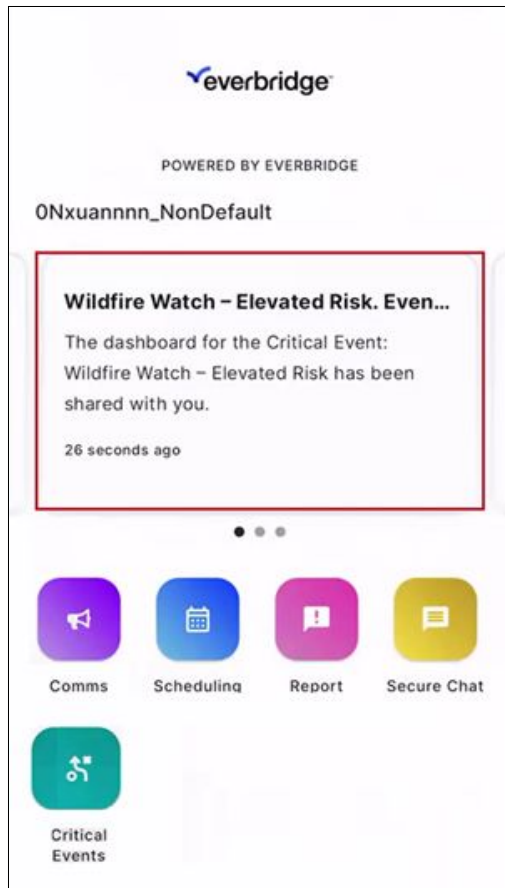 everbridge
POWERED BY EVERBRIDGE
0Nxuannnn_NonDefault
Wildfire Watch – Elevated Risk. Even...
The dashboard for the Critical Event:
Wildfire Watch – Elevated Risk has been
shared with you.
26 seconds ago
Comms
Scheduling
Report
Secure Chat
Critical
Events